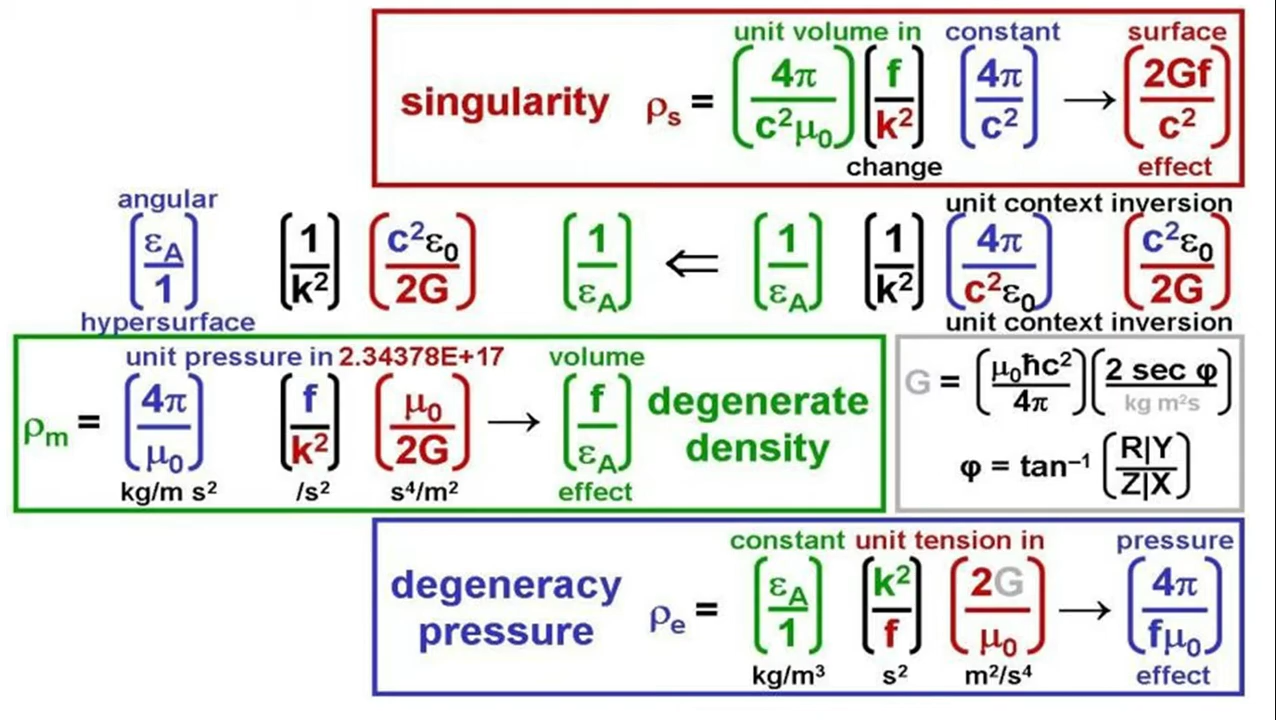 unit volume in constant surface
singularity ρs = (4π/c²μ0) (f/k²) (4π/c²) → (2Gf/c²)
change effect
angular unit context inversion
(εA/1) (1/k²) (c²ε0/2G) (1/εA) ⇐ (1/εA) (1/k²) (4π/c²ε0) (c²ε0/2G)
hypersurface unit context inversion
unit pressure in 2.34378E+17 volume
ρm = (4π/μ0) (f/k²) (μ0/2G) → (f/εA) degenerate
density
kg/m s² /s² s⁴/m² effect
G = (μ0ħc²/4π) (2 sec φ/kg m²s)
φ = tan⁻¹ (R|Y/Z|X)
constant unit tension in pressure
degeneracy
pressure ρe = (εA/1) (k²/f) (2G/μ0) → (4π/fμ0)
kg/m³ s² m²/s⁴ effect